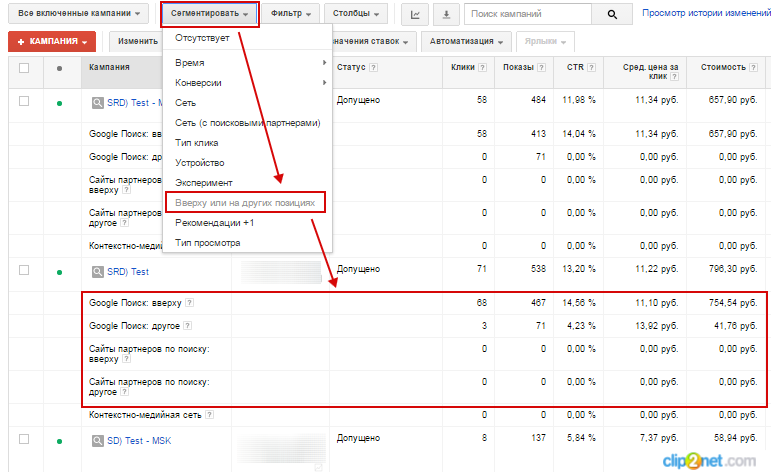 Все включенные кампании
Сегментировать
Фильтр
Столбцы
Поиск кампаний
Просмотр истории изменений
+ КАМПАНИЯ
Изменить
значения ставок
Автоматизация
Ярлыки
Отсутствует
Время
Конверсии
Сеть
Сеть (с поисковыми партнерами)
Тип клика
Устройство
Эксперимент
Вверху или на других позициях
Рекомендации +1
Тип просмотра
Кампания Статус ? Клики ? Показы ? CTR ? Сред. цена за клик ? Стоимость ?
SRD) Test - M Допущено 58 484 11,98 % 11,34 руб. 657,90 руб.
Google Поиск: вве 58 413 14,04 % 11,34 руб. 657,90 руб.
Google Поиск: др 0 71 0,00 % 0,00 руб. 0,00 руб.
Сайты партнеров 0 0 0,00 % 0,00 руб. 0,00 руб.
вверху ?
Сайты партнеров 0 0 0,00 % 0,00 руб. 0,00 руб.
другое ?
Контекстно-медий 0 0 0,00 % 0,00 руб. 0,00 руб.
SRD) Test Допущено 71 538 13,20 % 11,22 руб. 796,30 руб.
Google Поиск: вверху ? 68 467 14,56 % 11,10 руб. 754,54 руб.
Google Поиск: другое ? 3 71 4,23 % 13,92 руб. 41,76 руб.
Сайты партнеров по поиску: 0 0 0,00 % 0,00 руб. 0,00 руб.
вверху ?
Сайты партнеров по поиску: 0 0 0,00 % 0,00 руб. 0,00 руб.
другое ?
Контекстно-медийная сеть ? 0 0 0,00 % 0,00 руб. 0,00 руб.
SD) Test - MSK Допущено 8 137 5,84 % 7,37 руб. 58,94 руб.
clip2net.com